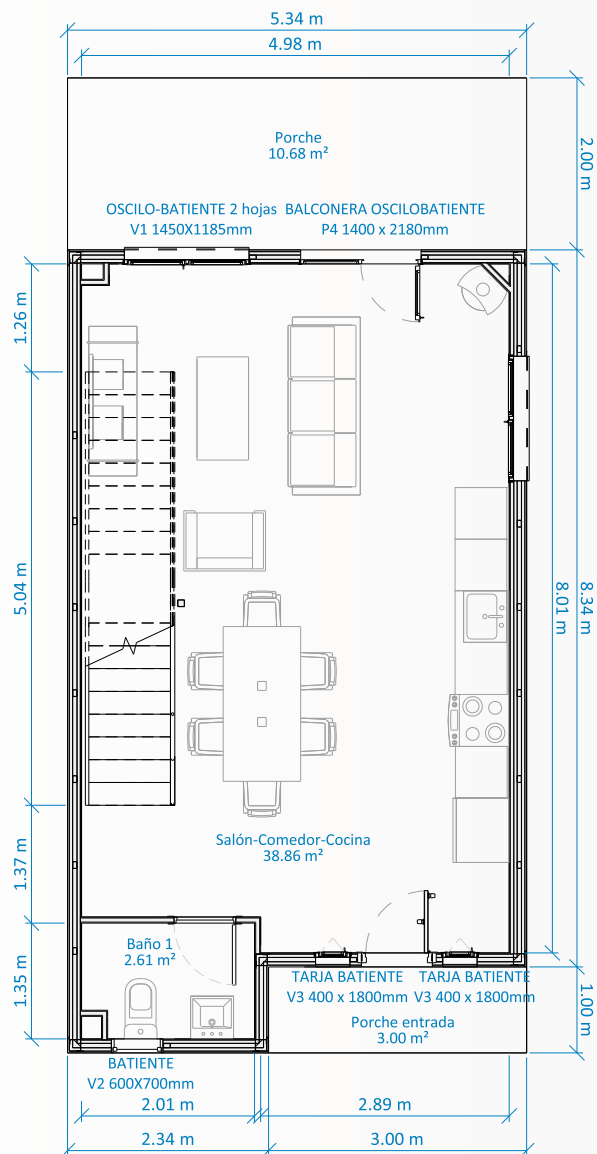 5.34 m
4.98 m
Porche
10.68 m²
2.00 m
OSCILO-BATIENTE 2 hojas
V1 1450X1185mm
BALCONERA OSCILOBATIENTE
P4 1400 x 2180mm
1.26 m
5.04 m
8.01 m
8.34 m
Salón-Comedor-Cocina
38.86 m²
1.37 m
Baño 1
2.61 m²
1.35 m
TARJA BATIENTE
V3 400 x 1800mm
TARJA BATIENTE
V3 400 x 1800mm
Porche entrada
3.00 m²
1.00 m
BATIENTE
V2 600X700mm
2.01 m
2.89 m
2.34 m
3.00 m